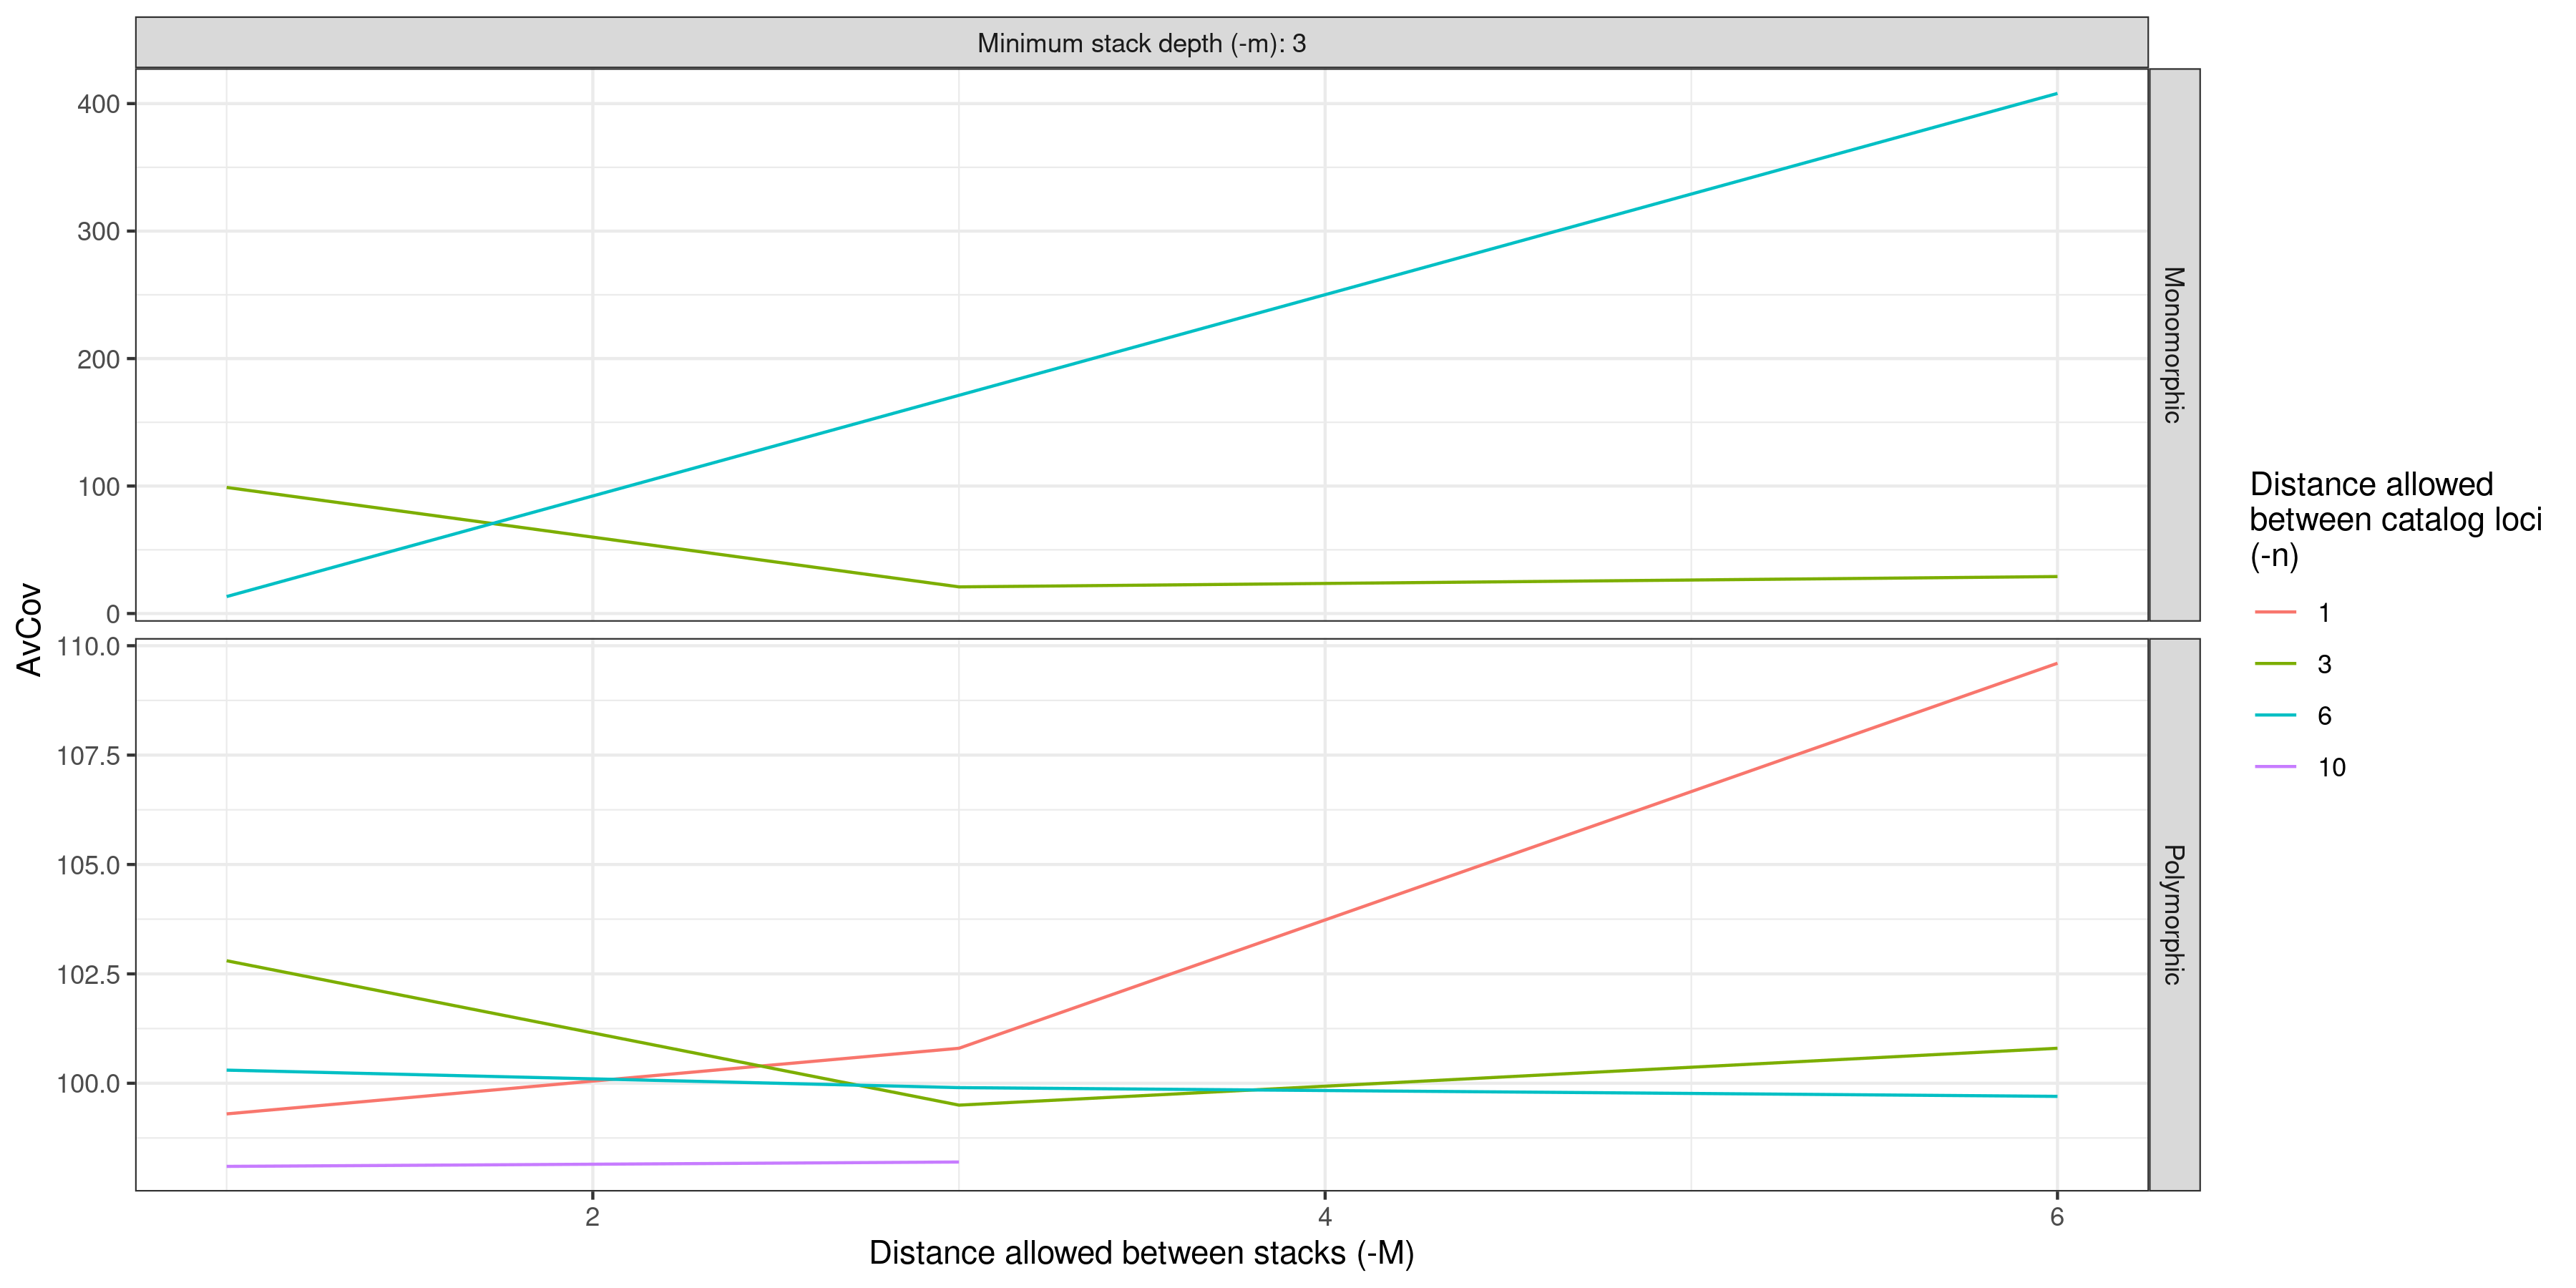 Minimum stack depth (-m): 3
400
300
200
100
0
Monomorphic
AvCov
110.0
107.5
105.0
102.5
100.0
Polymorphic
2
4
6
Distance allowed between stacks (-M)
Distance allowed
between catalog loci
(-n)
1
3
6
10